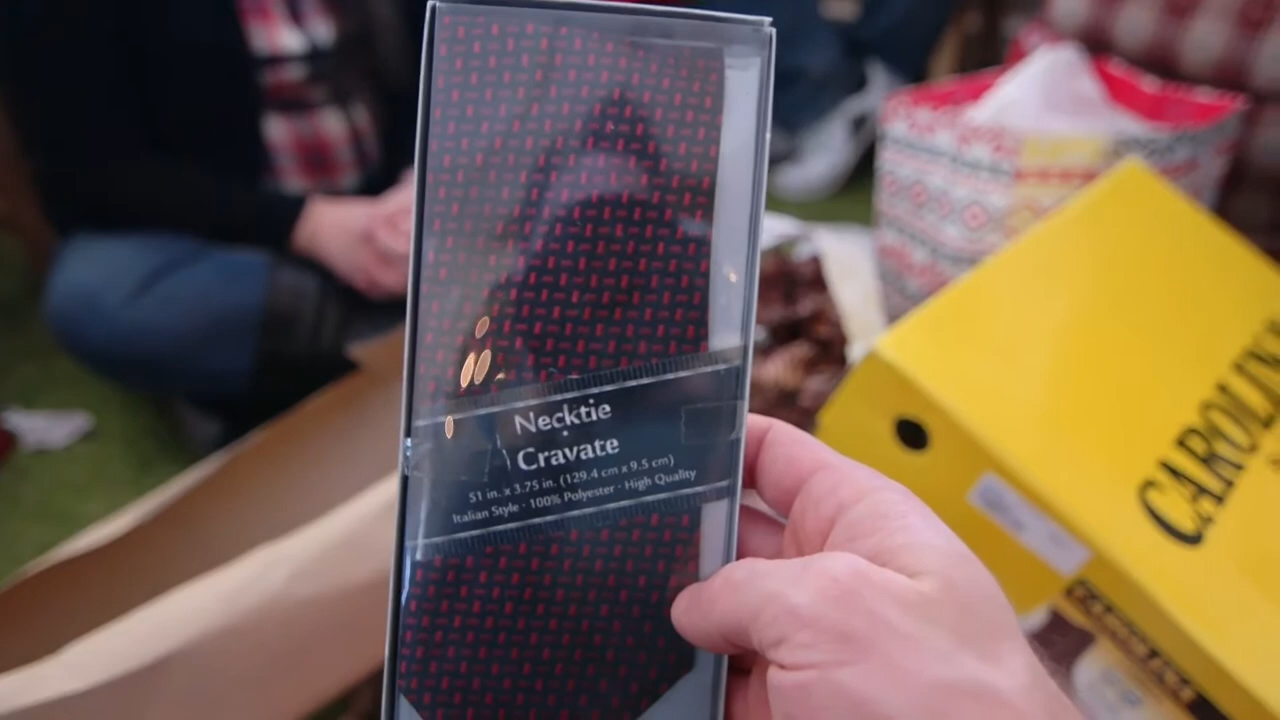 Necktie
Cravate
51 in. x 3.75 in. (129.4 cm x 9.5 cm)
Italian Style · 100% Polyester · High Quality